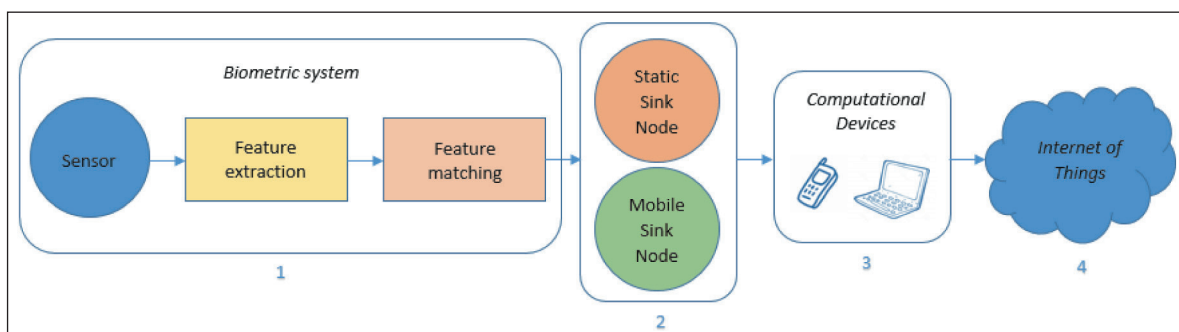 Biometric system
Sensor
Feature
extraction
Feature
matching
1
Static
Sink
Node
Mobile
Sink
Node
2
Computational
Devices
3
Internet of
Things
4